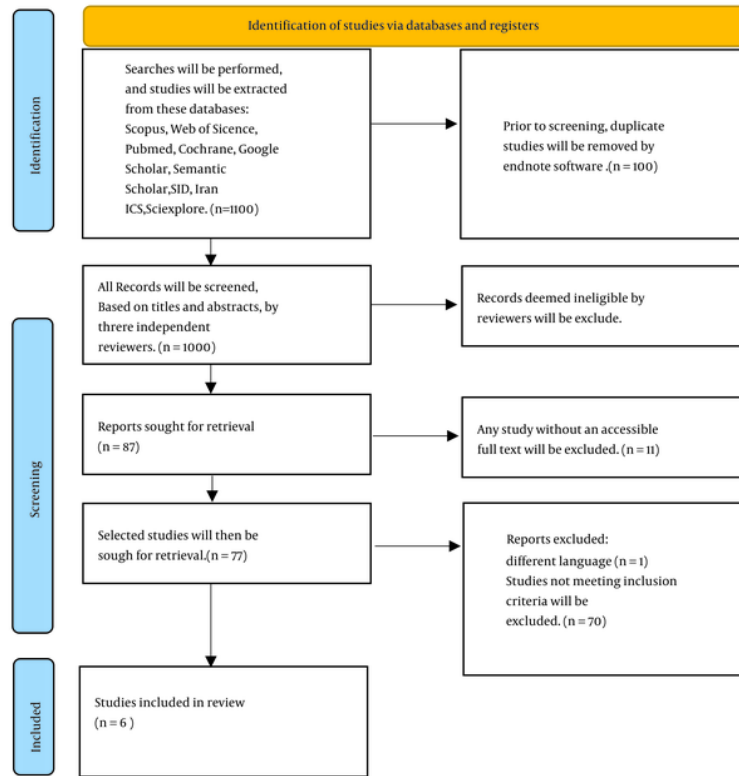 Identification of studies via databases and registers
Identification
Searches will be performed,
and studies will be extracted
from these databases:
Scopus, Web of Sicence,
Pubmed, Cochrane, Google
Scholar, Semantic
Scholar,SID, Iran
ICS,Sciexplore. (n=1100)
Prior to screening, duplicate
studies will be removed by
endnote software .(n = 100)
Screening
All Records will be screened,
Based on titles and abstracts, by
threre independent
reviewers. (n = 1000)
Records deemed ineligible by
reviewers will be exclude.
Reports sought for retrieval
(n = 87)
Any study without an accessible
full text will be excluded. (n = 11)
Selected studies will then be
sough for retrieval.(n = 77)
Reports excluded:
different language (n = 1)
Studies not meeting inclusion
criteria will be
excluded. (n = 70)
Included
Studies included in review
(n = 6 )